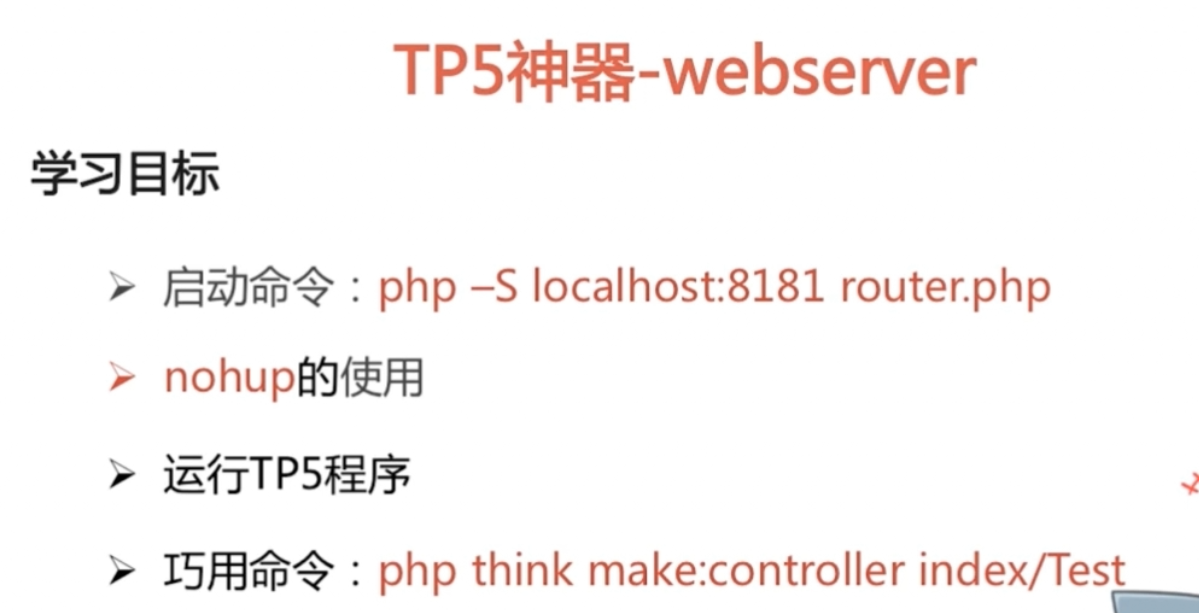 TP5神器-webserver
学习目标
启动命令：php –S localhost:8181 router.php
nohup的使用
运行TP5程序
巧用命令：php think make:controller index/Test